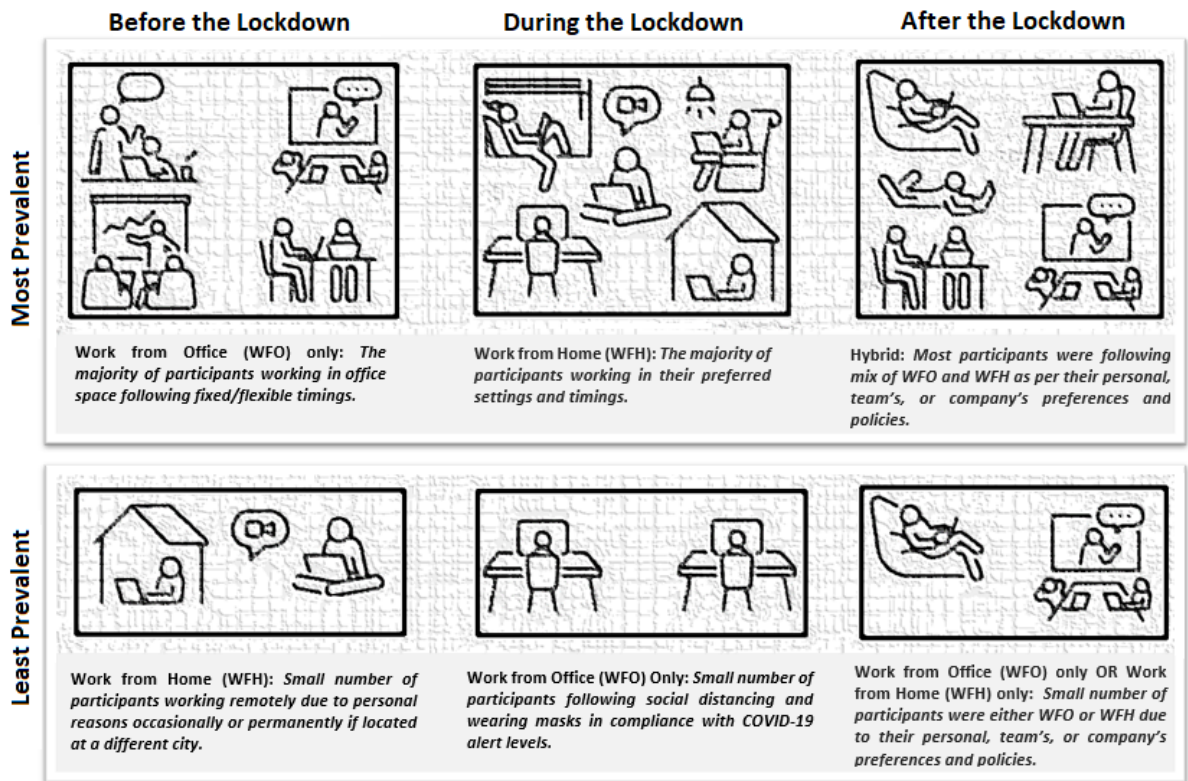 Before the Lockdown
During the Lockdown
After the Lockdown
Most Prevalent
Work from Office (WFO) only: The
majority of participants working in office
space following fixed/flexible timings.
Work from Home (WFH): The majority of
participants working in their preferred
settings and timings.
Hybrid: Most participants were following
mix of WFO and WFH as per their personal,
team's, or company's preferences and
policies.
Least Prevalent
Work from Home (WFH): Small number of
participants working remotely due to personal
reasons occasionally or permanently if located
at a different city.
Work from Office (WFO) Only: Small number of
participants following social distancing and
wearing masks in compliance with COVID-19
alert levels.
Work from Office (WFO) only OR Work
from Home (WFH) only: Small number of
participants were either WFO or WFH due
to their personal, team's, or company's
preferences and policies.